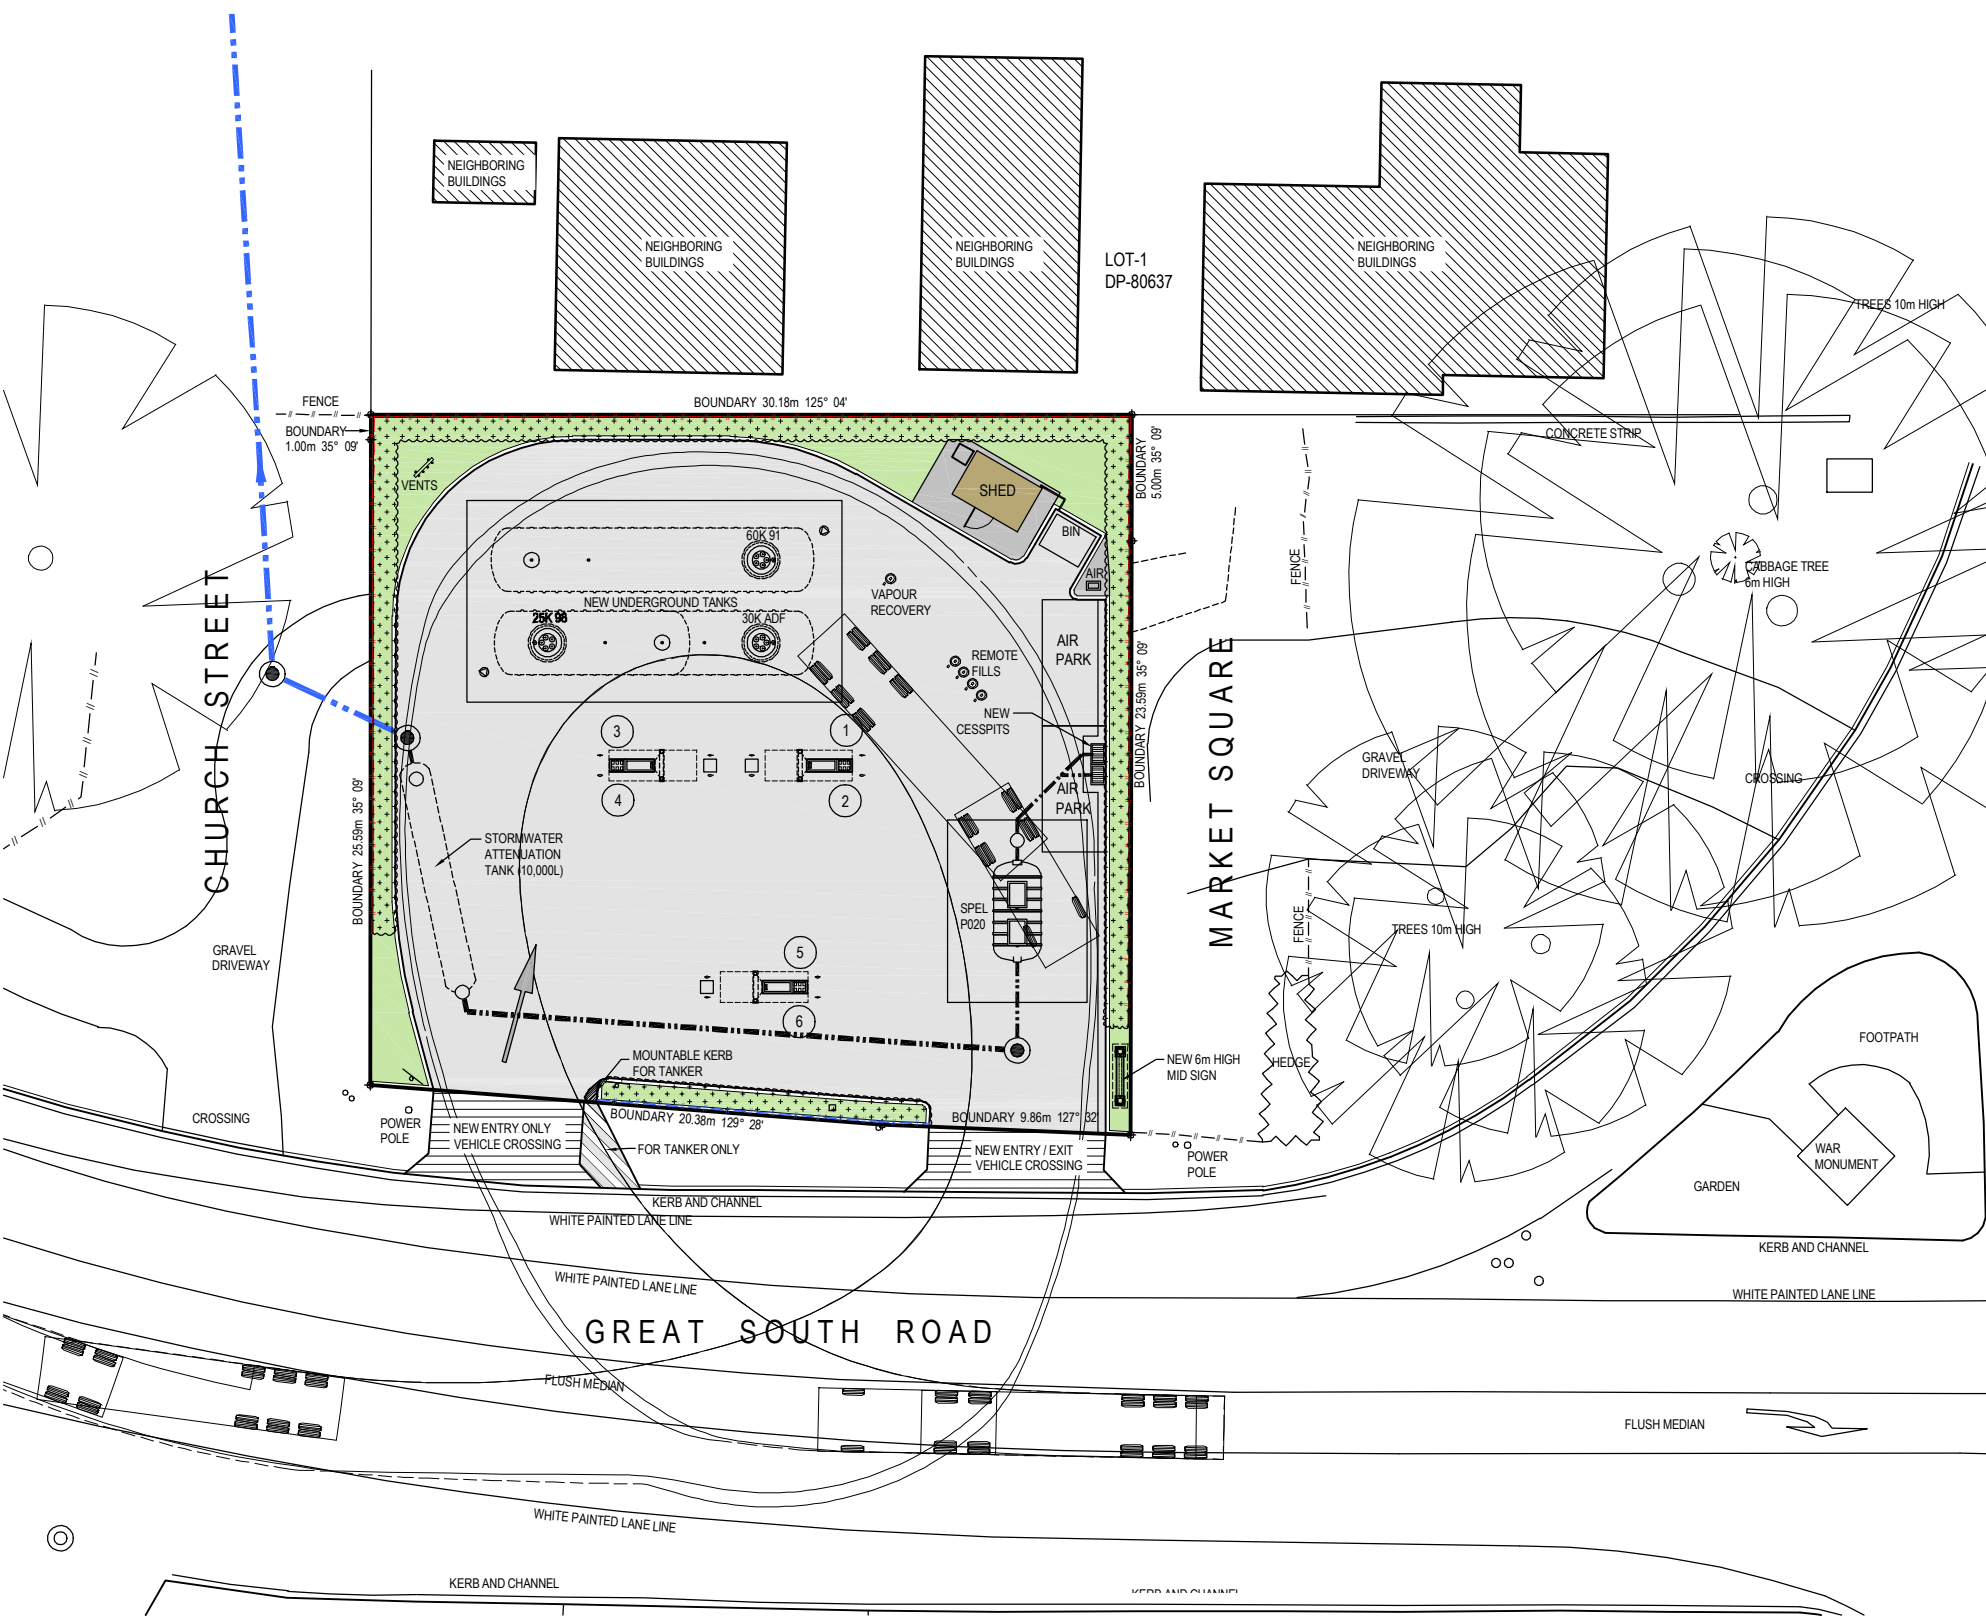 NEIGHBORING
BUILDINGS
NEIGHBORING
BUILDINGS
NEIGHBORING
BUILDINGS
LOT-1
DP-80637
NEIGHBORING
BUILDINGS
TREES 10m HIGH
FENCE
BOUNDARY
1.00m 35° 09'
BOUNDARY 30.18m 125° 04'
BOUNDARY
5.00m 35° 09'
CONCRETE STRIP
VENTS
SHED
BIN
AIR
60K 91
NEW UNDERGROUND TANKS
30K ADF
VAPOUR
RECOVERY
REMOTE
FILLS
AIR
PARK
NEW
CESSPITS
AIR
PARK
FENCE
CABBAGE TREE
6m HIGH
CHURCH STREET
MARKET SQUARE
BOUNDARY 23.59m 35° 09'
BOUNDARY 25.59m 35° 09'
GRAVEL
DRIVEWAY
CROSSING
3
1
4
2
STORMWATER
ATTENUATION
TANK (10,000L)
SPEL
P020
5
6
FENCE
TREES 10m HIGH
GRAVEL
DRIVEWAY
MOUNTABLE KERB
FOR TANKER
NEW 6m HIGH
MID SIGN
HEDGE
FOOTPATH
CROSSING
POWER
POLE
NEW ENTRY ONLY
VEHICLE CROSSING
BOUNDARY 20.38m 129° 28'
BOUNDARY 9.86m 127° 32'
FOR TANKER ONLY
NEW ENTRY / EXIT
VEHICLE CROSSING
POWER
POLE
WAR
MONUMENT
GARDEN
KERB AND CHANNEL
WHITE PAINTED LANE LINE
KERB AND CHANNEL
WHITE PAINTED LANE LINE
WHITE PAINTED LANE LINE
GREAT SOUTH ROAD
FLUSH MEDIAN
FLUSH MEDIAN
WHITE PAINTED LANE LINE
KERB AND CHANNEL
KERB AND CHANNEL